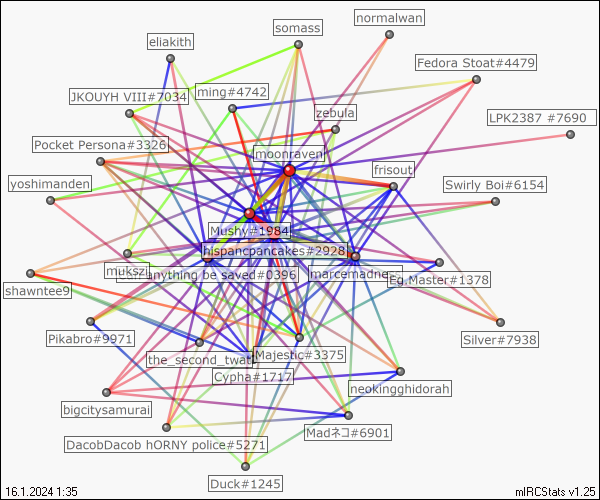 normalwan
somass
eliakith
Fedora Stoat#4479
ming#4742
JKOUYH VIII#7034
LPK2387 #7690
zebula
Pocket Persona#3326
moonraven
frisout
yoshimanden
Swirly Boi#6154
Mushy#1984
hispancpancakes#2928
mukszi
anything be saved#0396
marcemadness
Eg.Master#1378
shawntee9
Pikabro#9971
Silver#7938
the_second_twat
Majestic#3375
Cypha#1717
neokingghidorah
bigcitysamurai
Madネコ#6901
DacobDacob hORNY police#5271
Duck#1245
16.1.2024 1:35
mIRCStats v1.25